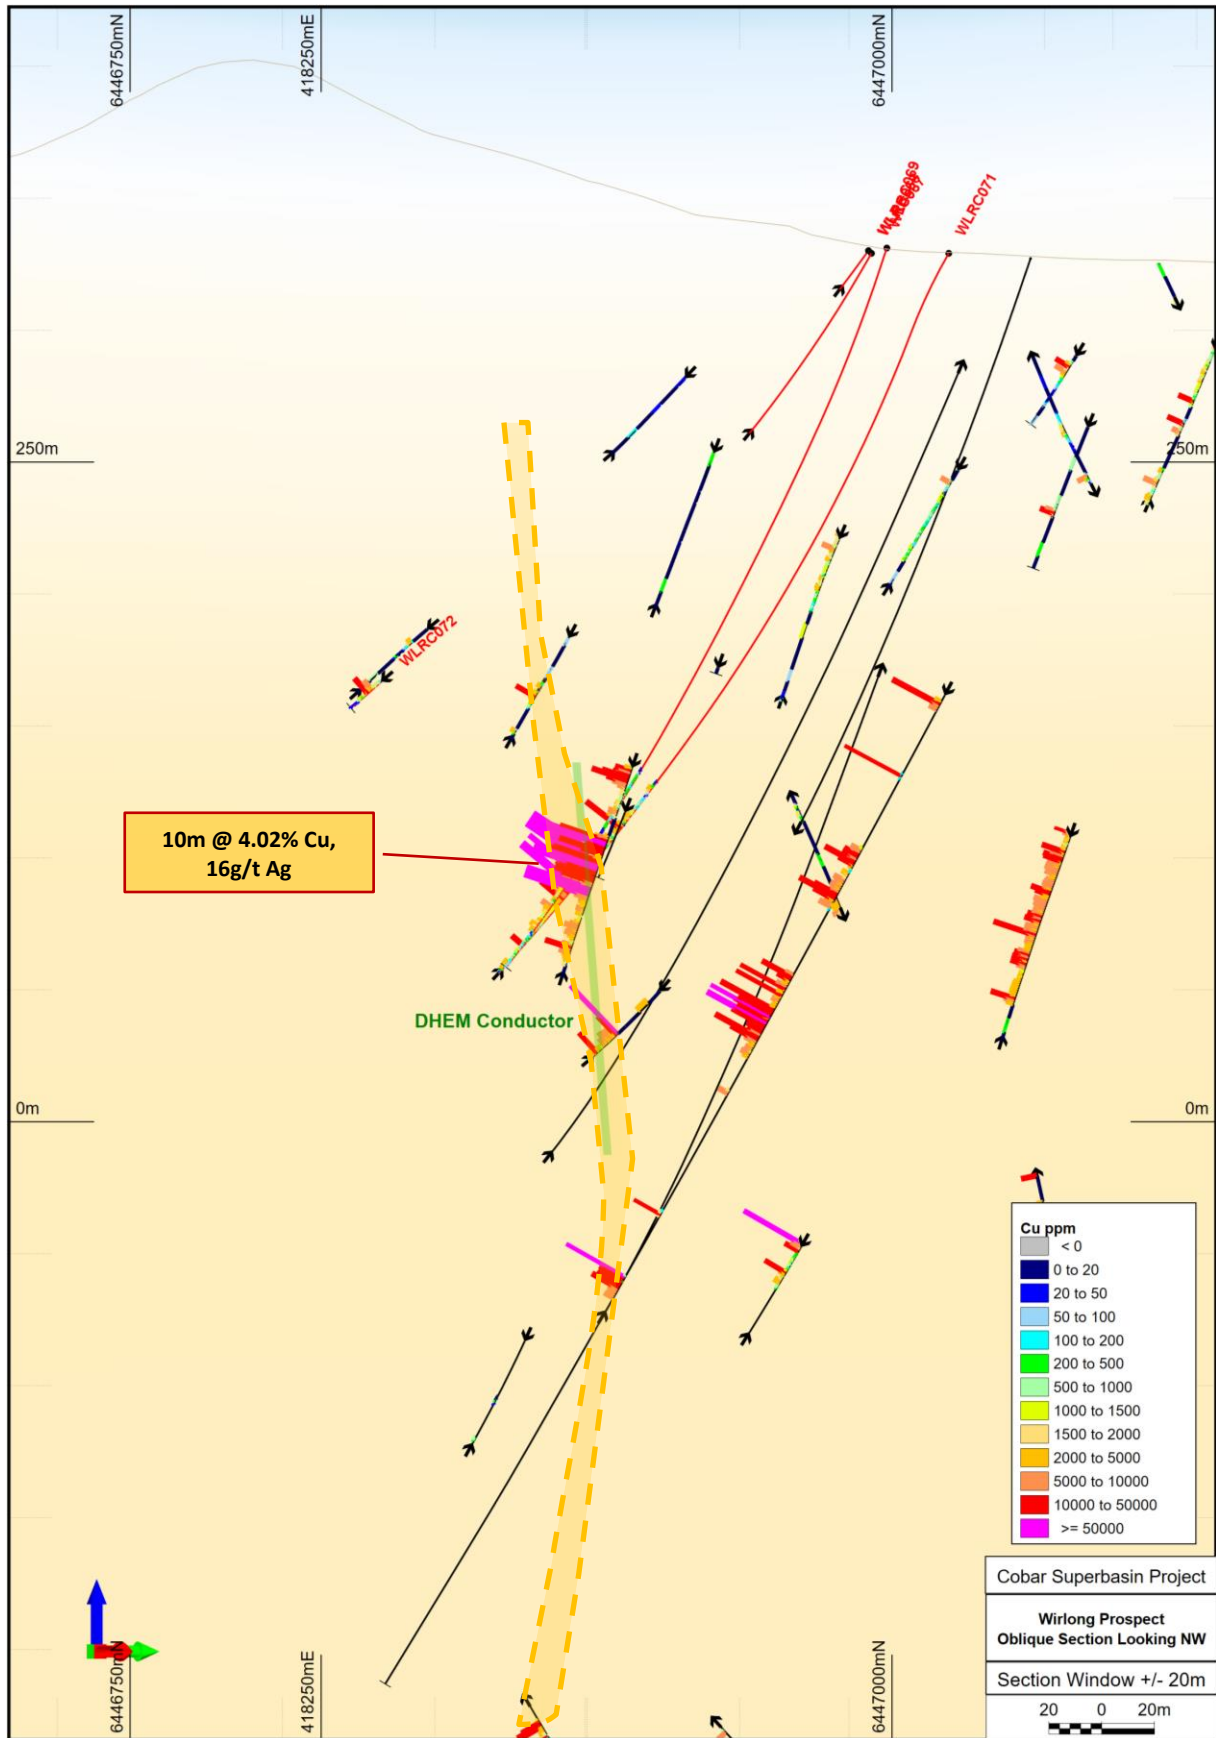 6446750mN
418250mE
6447000mN
WLRC069
WLRC071
250m
250m
WLRC072
10m @ 4.02% Cu,
16g/t Ag
DHEM Conductor
0m
0m
Cu ppm
< 0
0 to 20
20 to 50
50 to 100
100 to 200
200 to 500
500 to 1000
1000 to 1500
1500 to 2000
2000 to 5000
5000 to 10000
10000 to 50000
>= 50000
Cobar Superbasin Project
Wirlong Prospect
Oblique Section Looking NW
Section Window +/- 20m
20 0 20m
6446750mN
418250mE
6447000mN